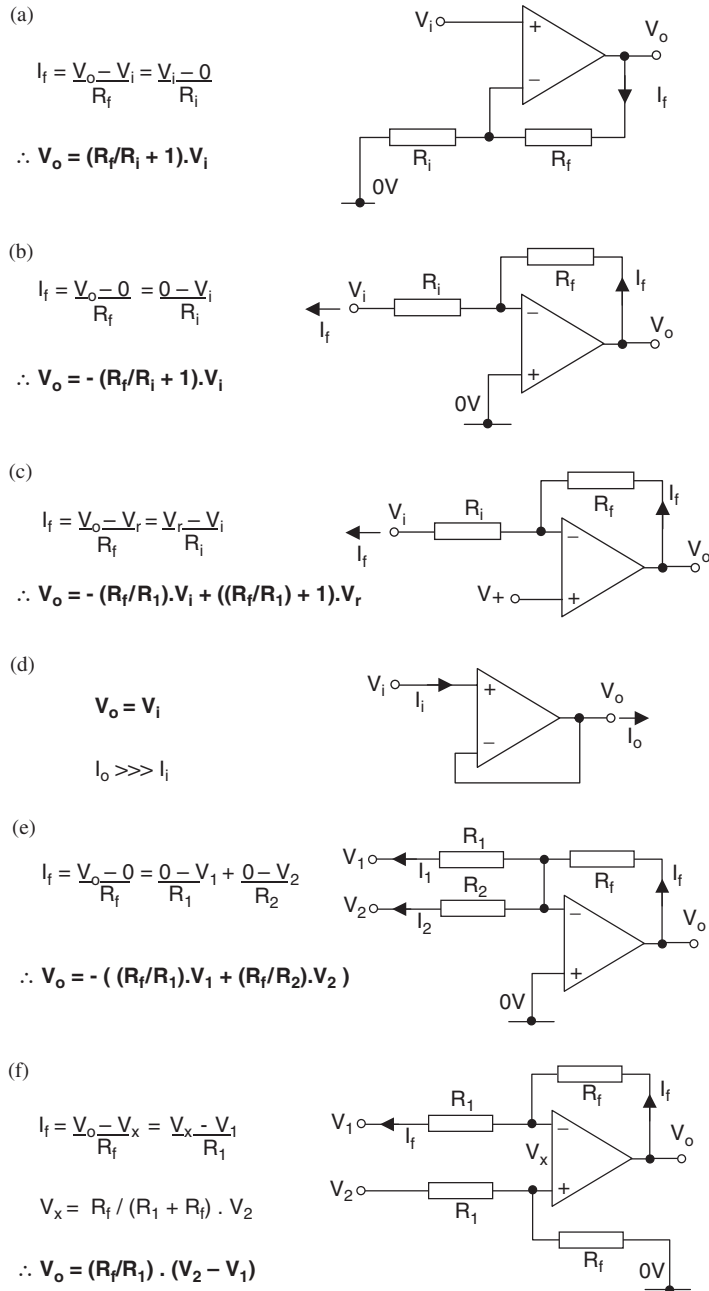 (a)
V_i + V_o
I_f = (V_o – V_i)/R_f = (V_i – 0)/R_i
– I_f
∴ V_o = (R_f/R_i + 1).V_i
R_i R_f
0V
(b)
I_f = (V_o – 0)/R_f = (0 – V_i)/R_i
R_i R_f I_f
V_i –
I_f V_o
∴ V_o = - (R_f/R_i + 1).V_i
0V +
(c)
I_f = (V_o – V_r)/R_f = (V_r – V_i)/R_i
V_i R_i R_f I_f
I_f – V_o
∴ V_o = - (R_f/R_1).V_i + ((R_f/R_1) + 1).V_r
V+ +
(d)
V_i I_i + V_o
V_o = V_i
– I_o
I_o >>> I_i
(e)
R_1
I_f = (V_o – 0)/R_f = (0 – V_1)/R_1 + (0 – V_2)/R_2
V_1 I_1 R_f I_f
R_2
V_2 I_2 – V_o
∴ V_o = - ( (R_f/R_1).V_1 + (R_f/R_2).V_2 )
0V +
(f)
I_f = (V_o – V_x)/R_f = (V_x - V_1)/R_1
R_1 R_f I_f
V_1 I_f – V_o
V_x
V_x = R_f / (R_1 + R_f) . V_2
V_2 R_1 +
R_f
∴ V_o = (R_f/R_1) . (V_2 – V_1)
0V